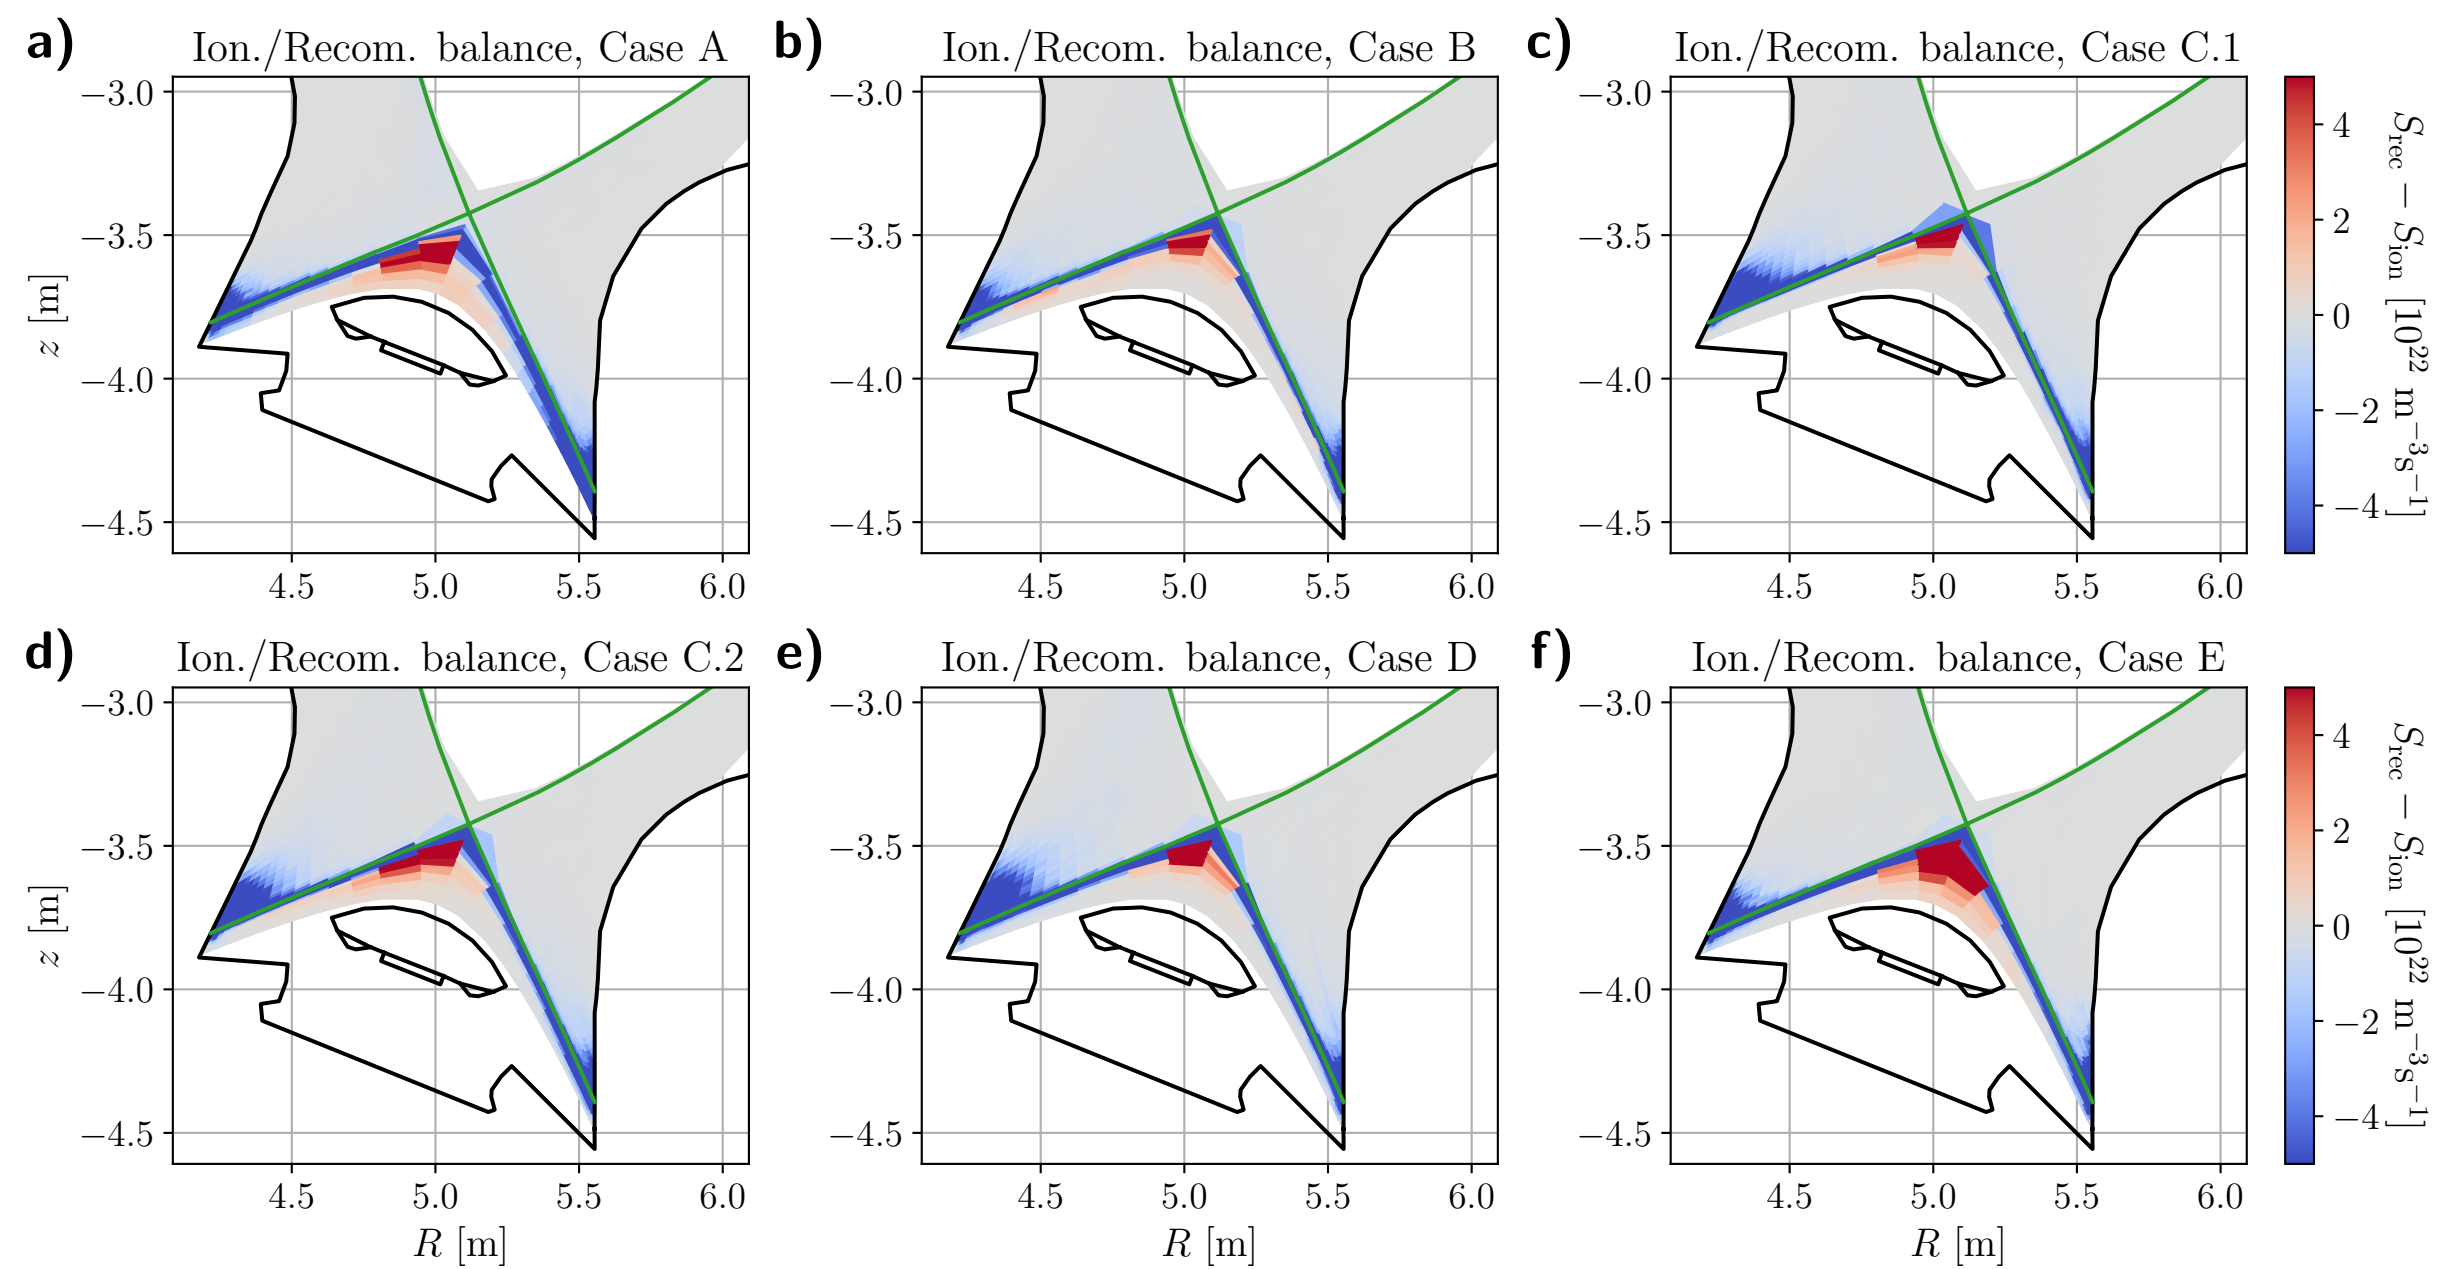 a) Ion./Recom. balance, Case A
b) Ion./Recom. balance, Case B
c) Ion./Recom. balance, Case C.1
−3.0
−3.5
−4.0
−4.5
z [m]
4.5 5.0 5.5 6.0
−3.0
−3.5
−4.0
−4.5
4.5 5.0 5.5 6.0
−3.0
−3.5
−4.0
−4.5
4.5 5.0 5.5 6.0
4
2
0
−2
−4
S_rec − S_ion [10^22 m^−3 s^−1]
d) Ion./Recom. balance, Case C.2
e) Ion./Recom. balance, Case D
f) Ion./Recom. balance, Case E
−3.0
−3.5
−4.0
−4.5
z [m]
4.5 5.0 5.5 6.0
R [m]
−3.0
−3.5
−4.0
−4.5
4.5 5.0 5.5 6.0
R [m]
−3.0
−3.5
−4.0
−4.5
4.5 5.0 5.5 6.0
R [m]
4
2
0
−2
−4
S_rec − S_ion [10^22 m^−3 s^−1]